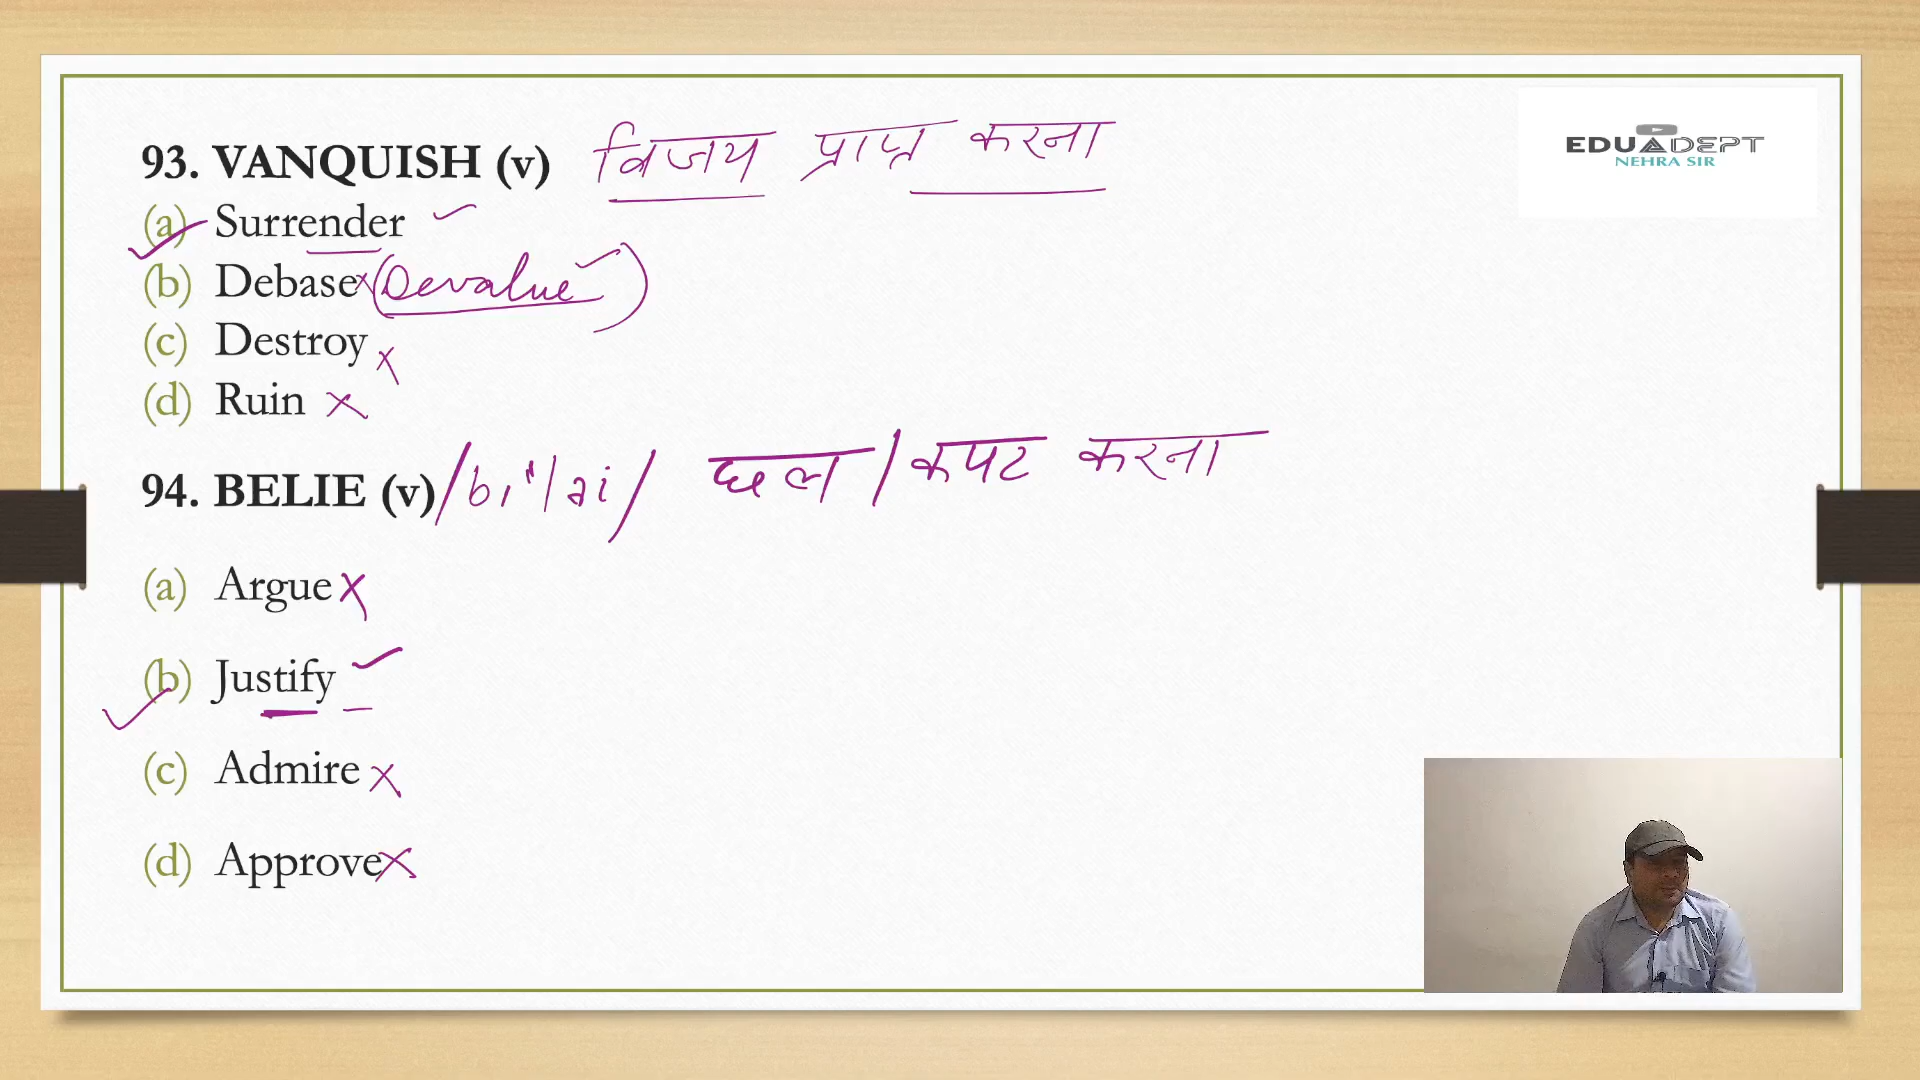 93. VANQUISH (v) विजय प्राप्त करना
EDUADEPT
NEHRA SIR
(a) Surrender
(b) Debase (Devalue)
(c) Destroy
(d) Ruin
94. BELIE (v) /bɪˈlaɪ/ छल / कपट करना
(a) Argue
(b) Justify
(c) Admire
(d) Approve